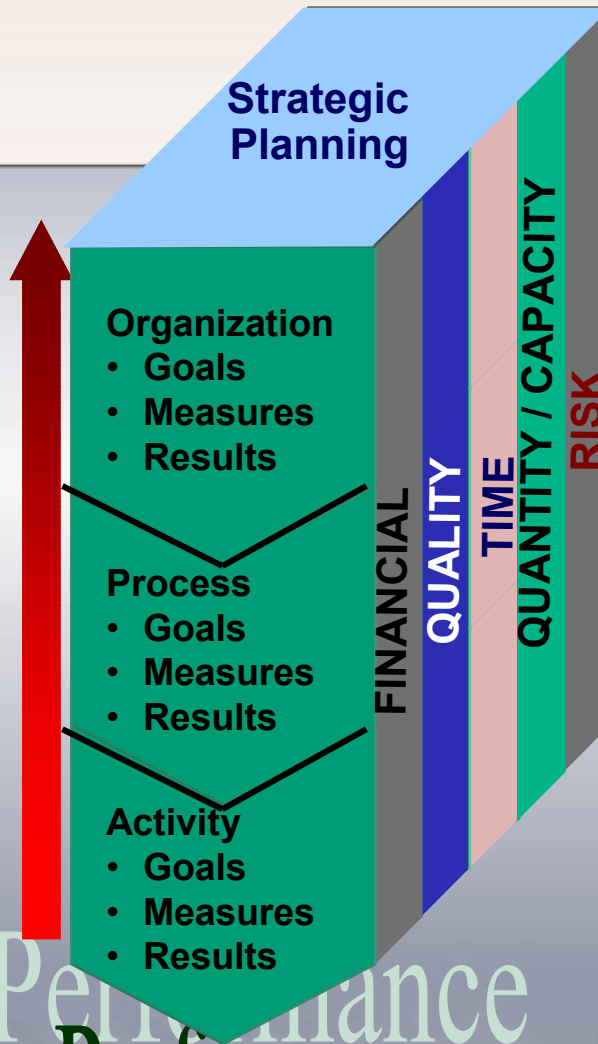 Strategic
Planning
Organization
• Goals
• Measures
• Results
Process
• Goals
• Measures
• Results
Activity
• Goals
• Measures
• Results
FINANCIAL
QUALITY
TIME
QUANTITY / CAPACITY
RISK
Performance